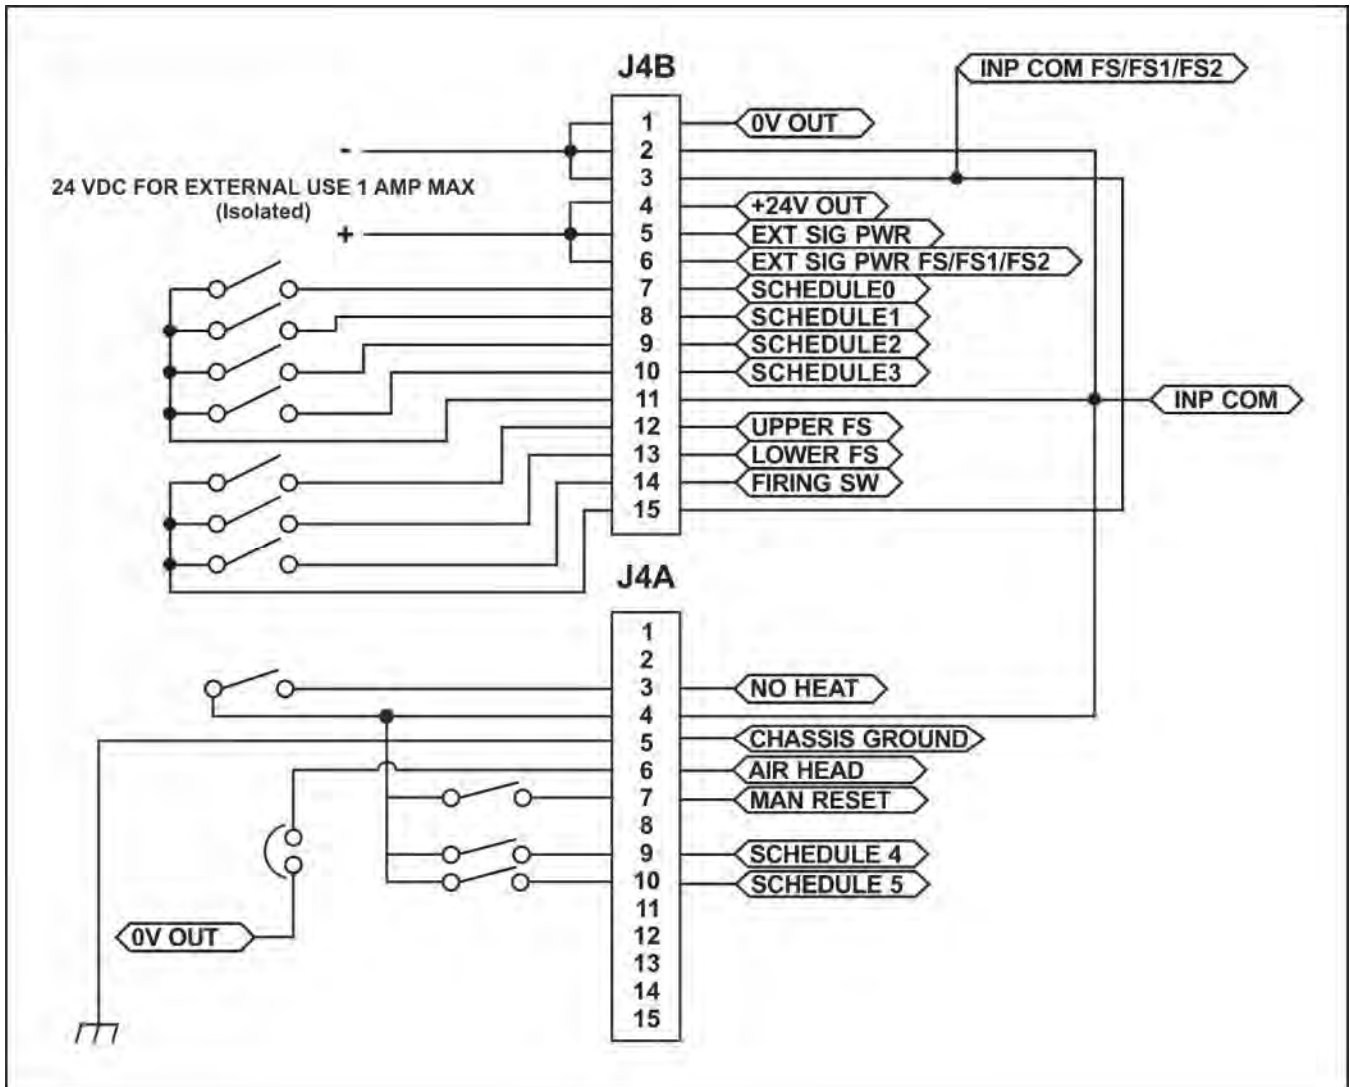 J4B
INP COM FS/FS1/FS2
1
0V OUT
-
2
3
24 VDC FOR EXTERNAL USE 1 AMP MAX
(Isolated)
4
+24V OUT
+
5
EXT SIG PWR
6
EXT SIG PWR FS/FS1/FS2
7
SCHEDULE0
8
SCHEDULE1
9
SCHEDULE2
10
SCHEDULE3
11
INP COM
12
UPPER FS
13
LOWER FS
14
FIRING SW
15
J4A
1
2
3
NO HEAT
4
5
CHASSIS GROUND
6
AIR HEAD
7
MAN RESET
8
9
SCHEDULE 4
10
SCHEDULE 5
11
0V OUT
12
13
14
15